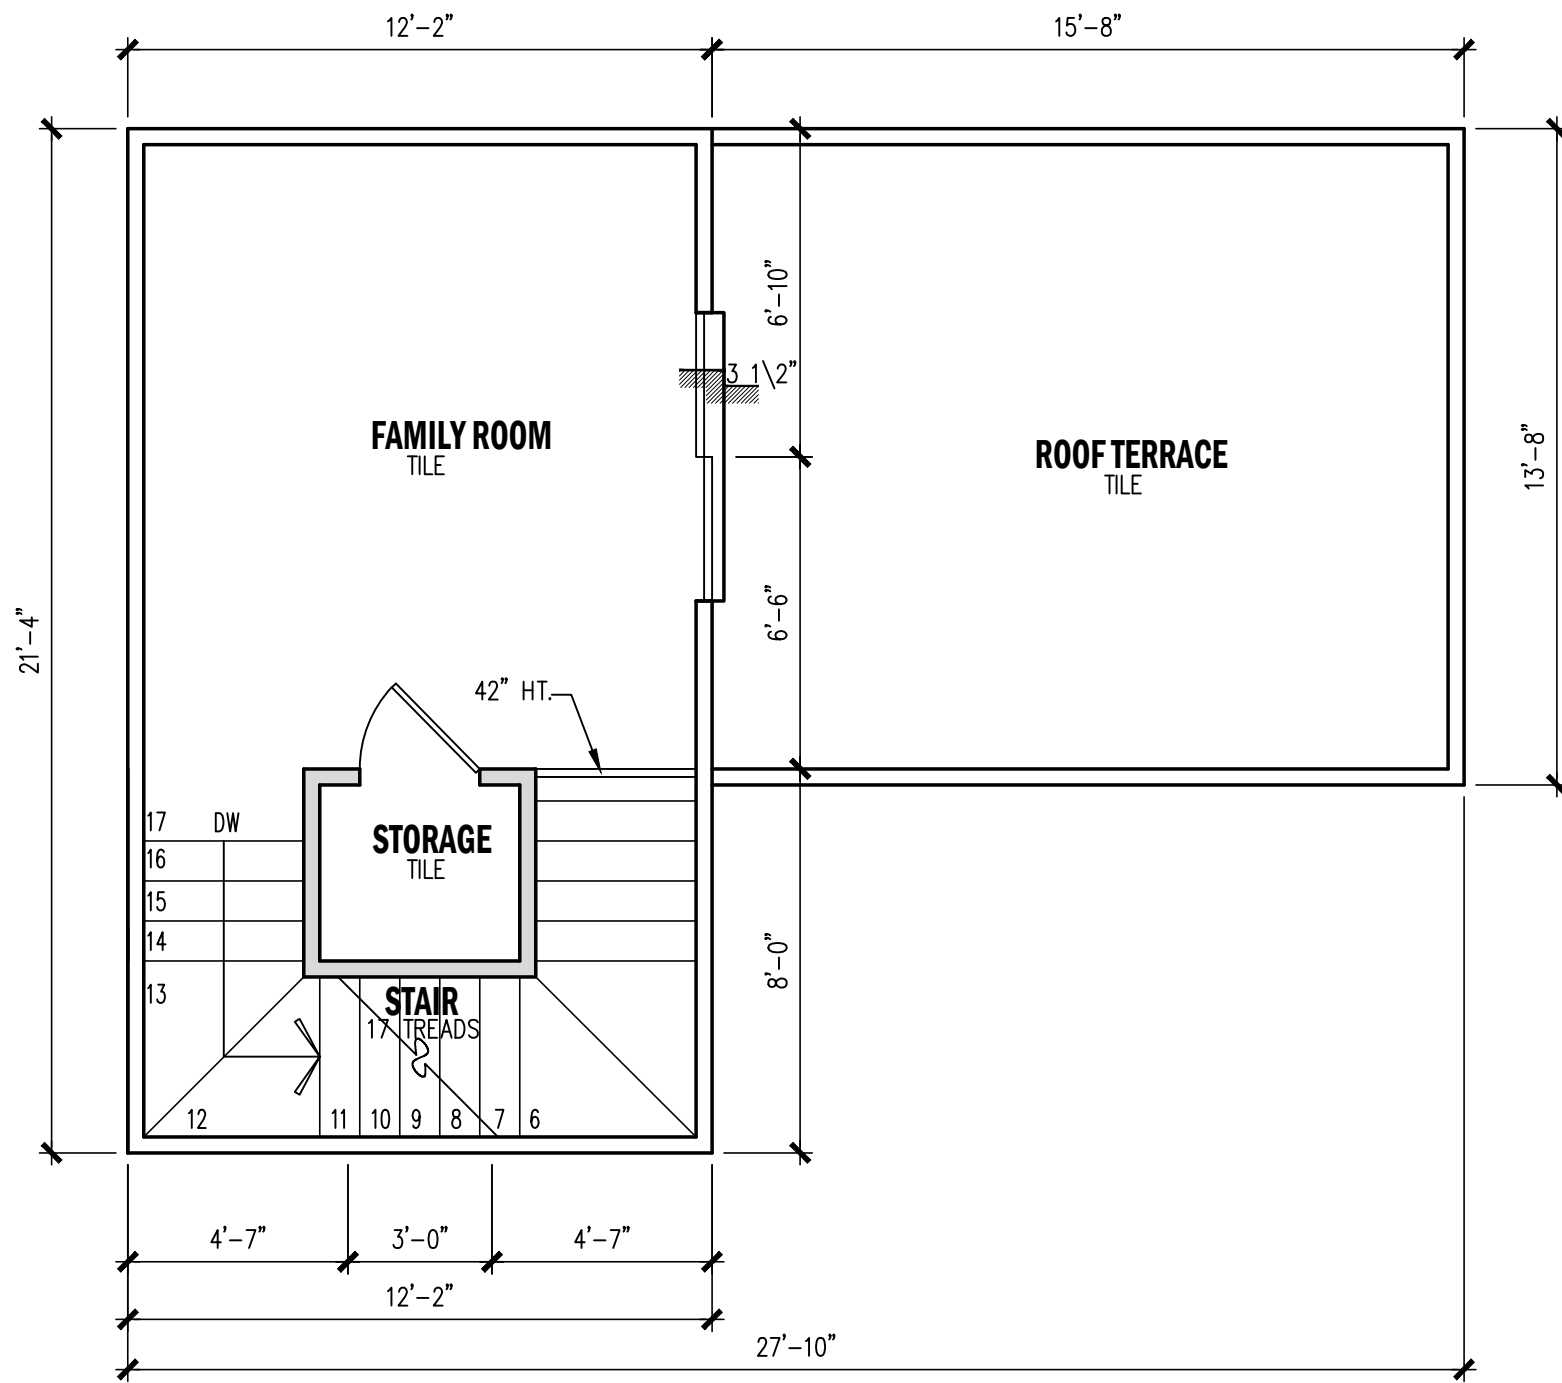 12'-2"
15'-8"
6'-10"
3 1\2"
FAMILY ROOM
TILE
ROOF TERRACE
TILE
13'-8"
21'-4"
6'-6"
42" HT.
17
DW
STORAGE
TILE
16
15
14
13
8'-0"
STAIR
17 TREADS
12
11
10
9
8
7
6
4'-7"
3'-0"
4'-7"
12'-2"
27'-10"